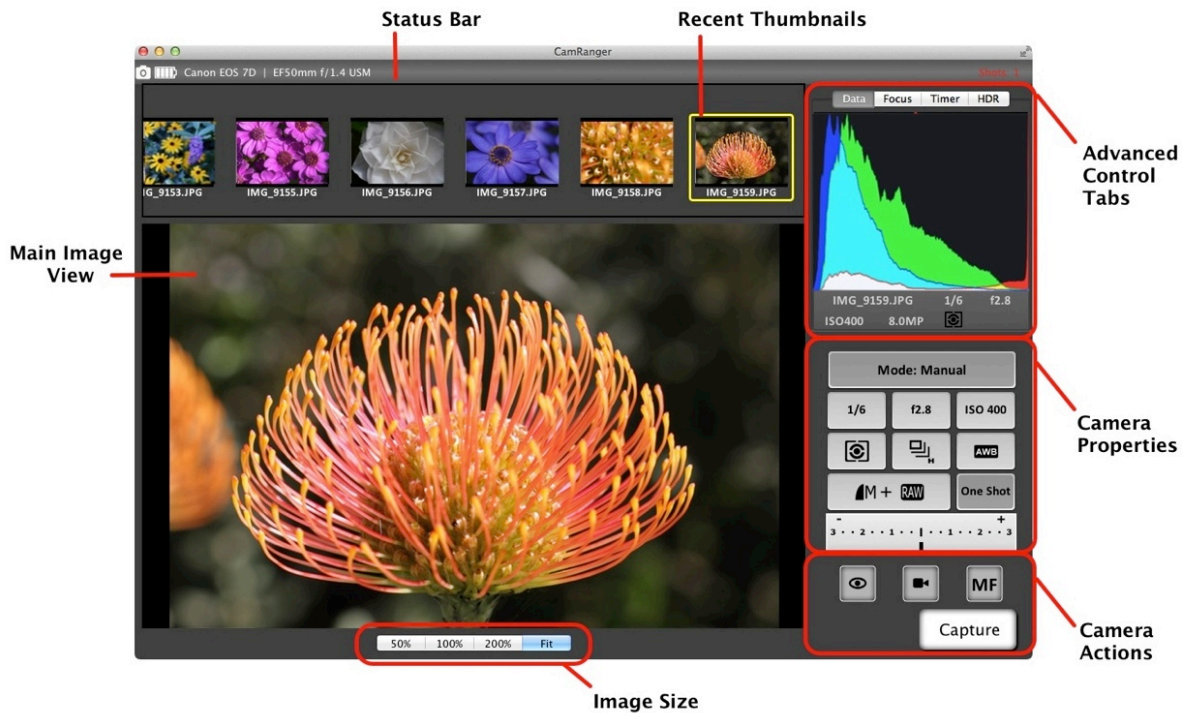 Status Bar
Recent Thumbnails
CamRanger
Canon EOS 7D | EF50mm f/1.4 USM
Shots: 1
Data Focus Timer HDR
IMG_9153.JPG
IMG_9155.JPG
IMG_9156.JPG
IMG_9157.JPG
IMG_9158.JPG
IMG_9159.JPG
Advanced
Control
Tabs
Main Image
View
IMG_9159.JPG 1/6 f2.8
ISO400 8.0MP
Mode: Manual
1/6 f2.8 ISO 400
H
AWB
Camera
Properties
M + RAW
One Shot
- +
3 · · 2 · · 1 · · | · · 1 · · 2 · · 3
MF
Capture
Camera
Actions
50% 100% 200% Fit
Image Size